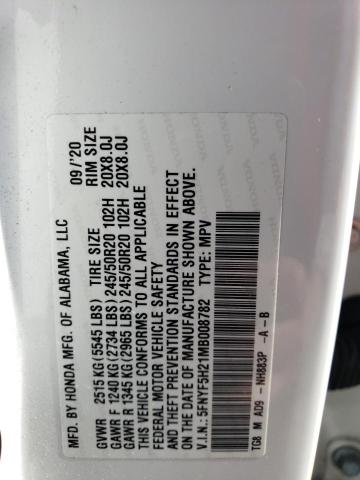 MFD. BY HONDA MFG. OF ALABAMA, LLC 09/'20
GVWR 2515 KG (5545 LBS) TIRE SIZE RIM SIZE
GAWR F 1240 KG (2734 LBS) 245/50R20 102H 20X8.0J
GAWR R 1345 KG (2965 LBS) 245/50R20 102H 20X8.0J
THIS VEHICLE CONFORMS TO ALL APPLICABLE
FEDERAL MOTOR VEHICLE SAFETY
AND THEFT PREVENTION STANDARDS IN EFFECT
ON THE DATE OF MANUFACTURE SHOWN ABOVE.
V.I.N.: 5FNYF5H21MB008782 TYPE: MPV
TG8 M AD9 -NH883P -A-B